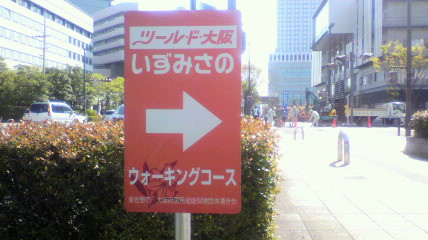 ツール・ド・大阪
いずみさの
ウォーキングコース